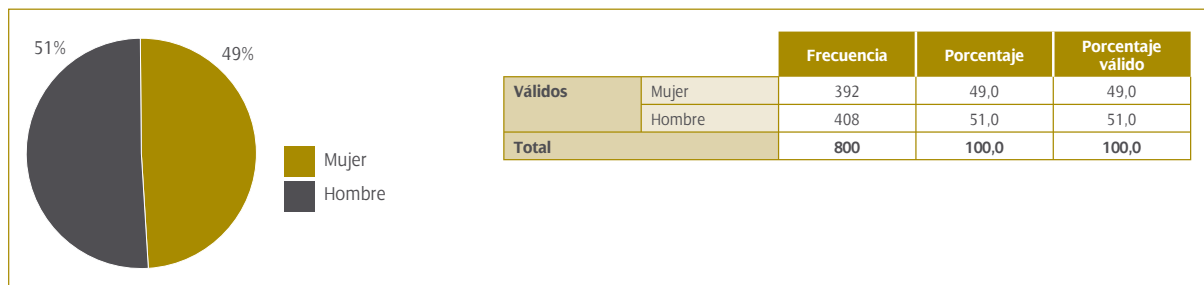 51%
49%
Mujer
Hombre
Frecuencia Porcentaje Porcentaje válido
Válidos Mujer 392 49,0 49,0
Hombre 408 51,0 51,0
Total 800 100,0 100,0